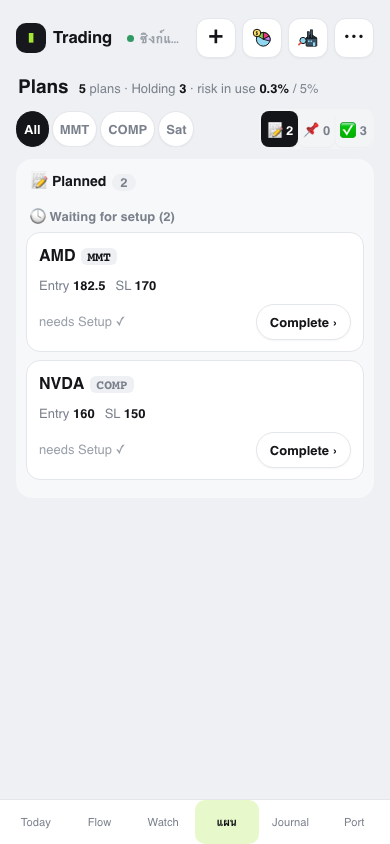 Trading ซิงก์แ...
Plans 5 plans · Holding 3 · risk in use 0.3% / 5%
All MMT COMP Sat 2 0 3
Planned 2
Waiting for setup (2)
AMD MMT
Entry 182.5 SL 170
needs Setup ✓ Complete ›
NVDA COMP
Entry 160 SL 150
needs Setup ✓ Complete ›
Today Flow Watch แผน Journal Port